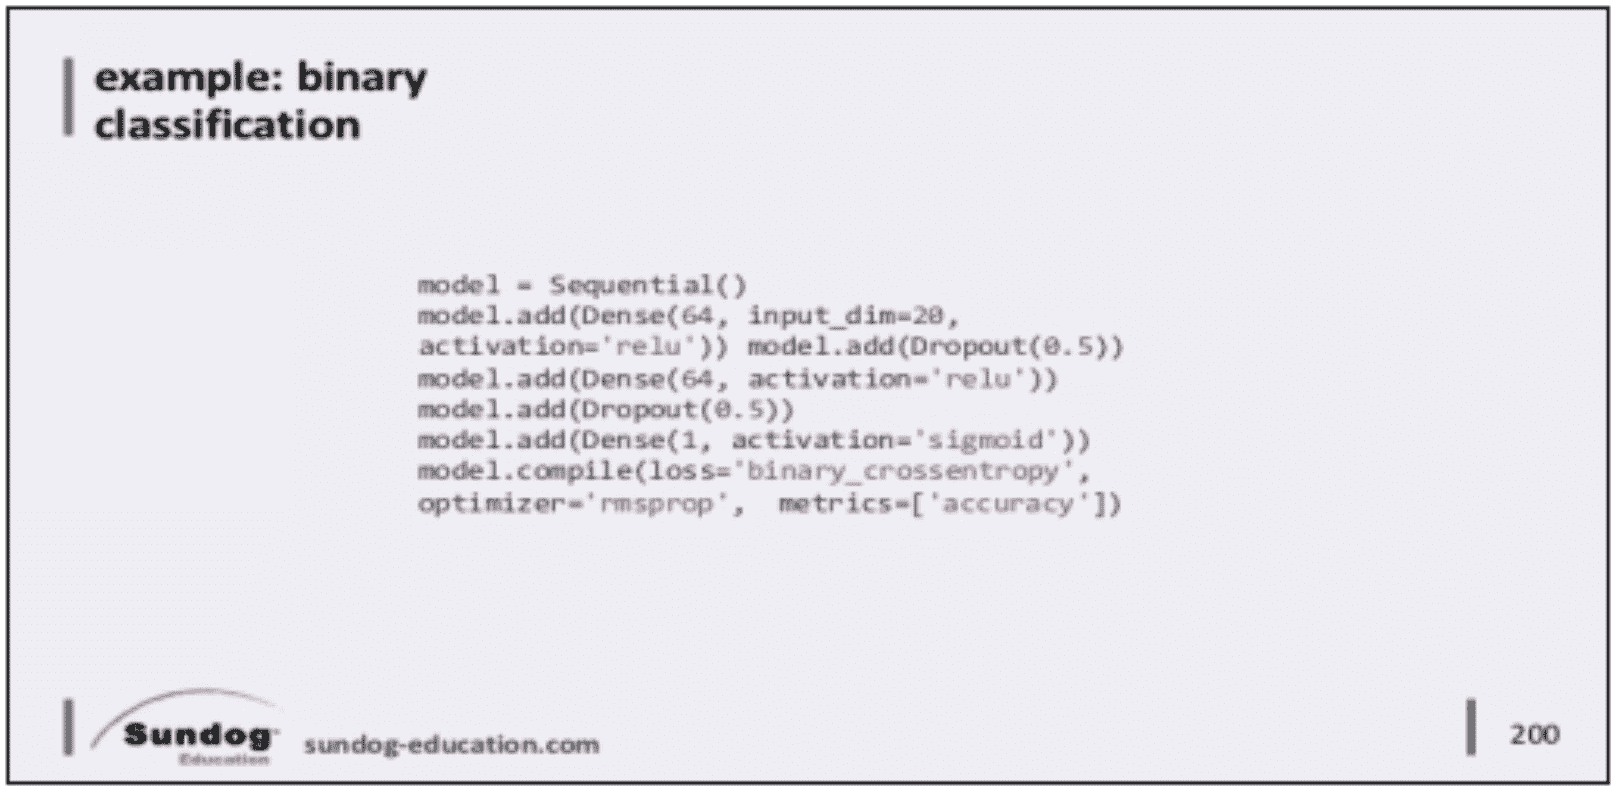 example: binary
classification
model = Sequential()
model.add(Dense(64, input_dim=20,
activation='relu')) model.add(Dropout(0.5))
model.add(Dense(64, activation='relu'))
model.add(Dropout(0.5))
model.add(Dense(1, activation='sigmoid'))
model.compile(loss='binary_crossentropy',
optimizer='rmsprop',  metrics=['accuracy'])
Sundog
Education
sundog-education.com
200